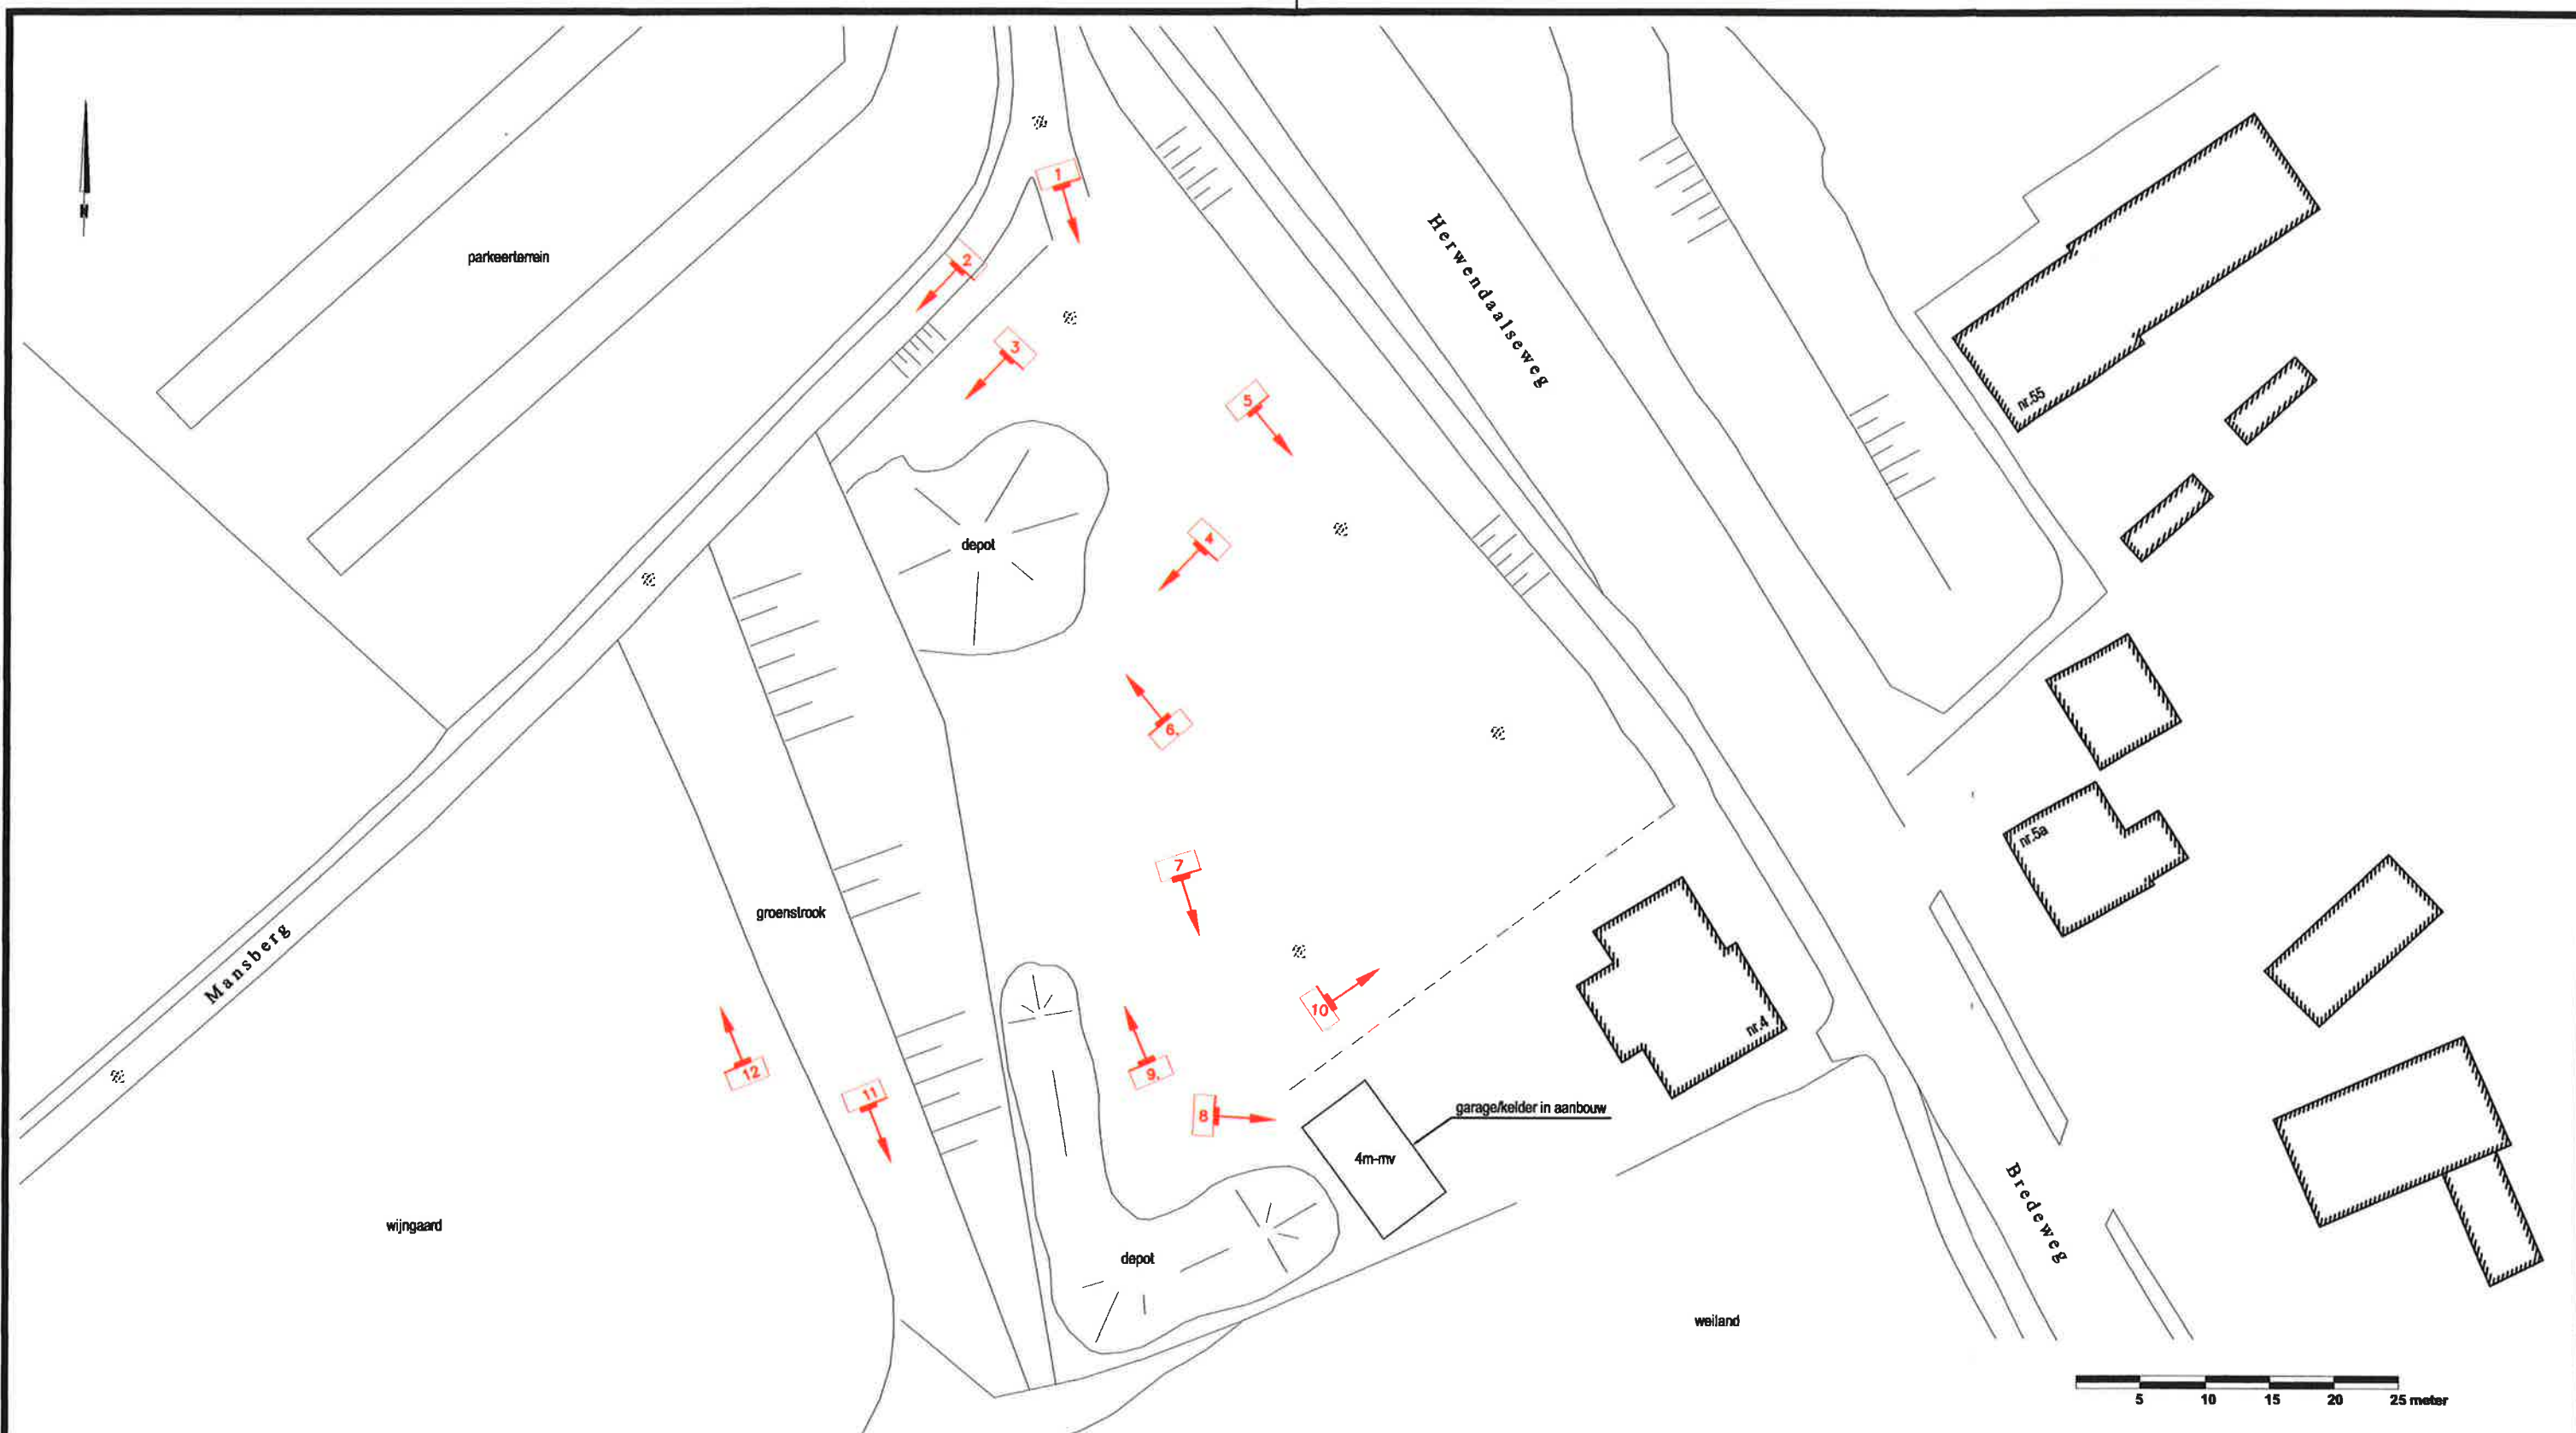 1
N
2
parkeerterrein
Herwendaalseweg
3
5
nr.55
4
depot
6.
nr.5a
7
groenstrook
Mansberg
10
nr.4
12
9.
11
8
garage/kelder in aanbouw
4m-mv
wijngaard
Bredeweg
depot
weiland
5 10 15 20 25 meter